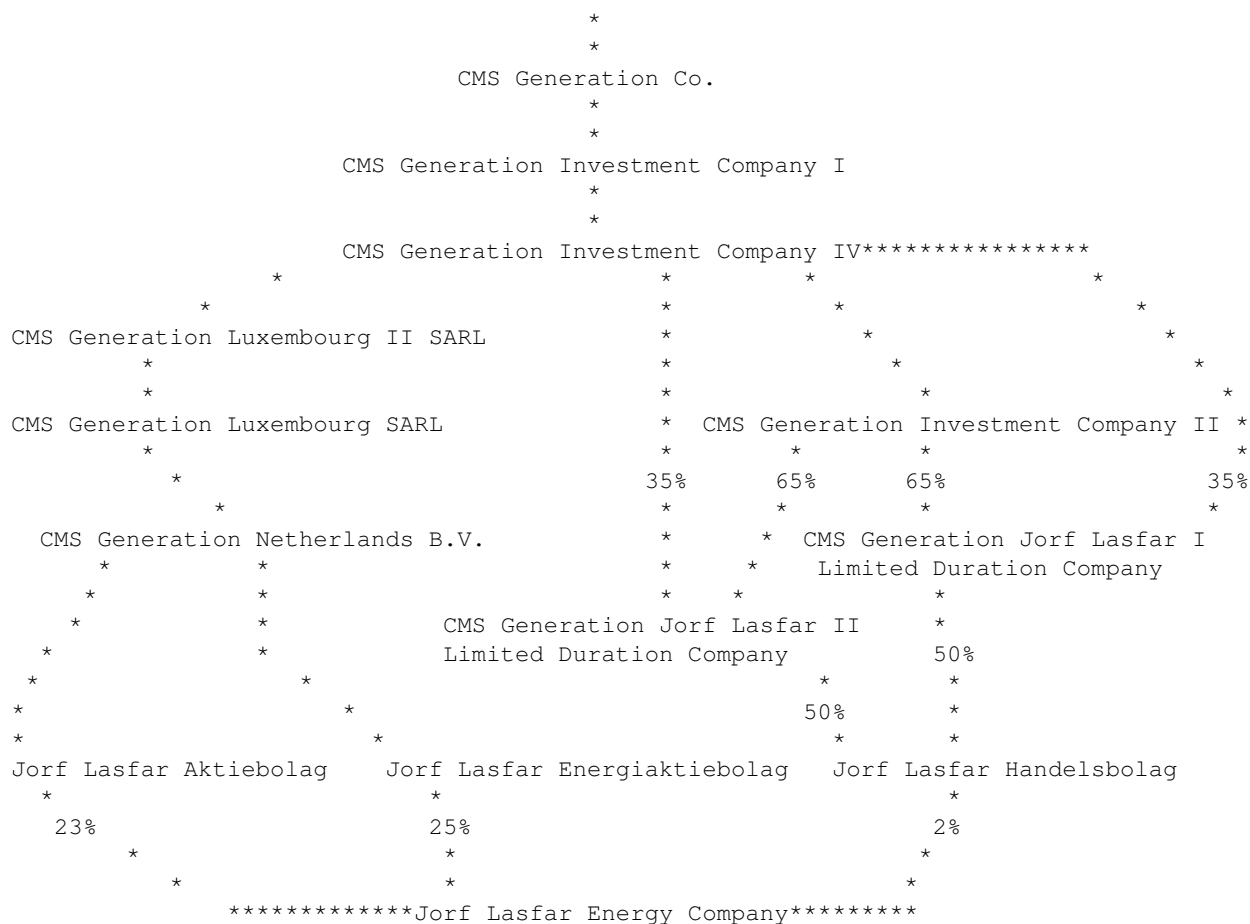 *
*
CMS Generation Co.
*
*
CMS Generation Investment Company I
*
*
CMS Generation Investment Company IV****************
* * * *
* * * *
CMS Generation Luxembourg II SARL * * *
* * * *
* * * *
CMS Generation Luxembourg SARL * CMS Generation Investment Company II *
* * * * *
* 35% 65% 65% 35%
* * * * *
CMS Generation Netherlands B.V. * * CMS Generation Jorf Lasfar I
* * * * Limited Duration Company
* * * * *
* * CMS Generation Jorf Lasfar II *
* * Limited Duration Company 50%
* * * *
* * 50% *
* * * *
Jorf Lasfar Aktiebolag Jorf Lasfar Energiaktiebolag Jorf Lasfar Handelsbolag
* * *
23% 25% 2%
* * *
* * *
*************Jorf Lasfar Energy Company*********